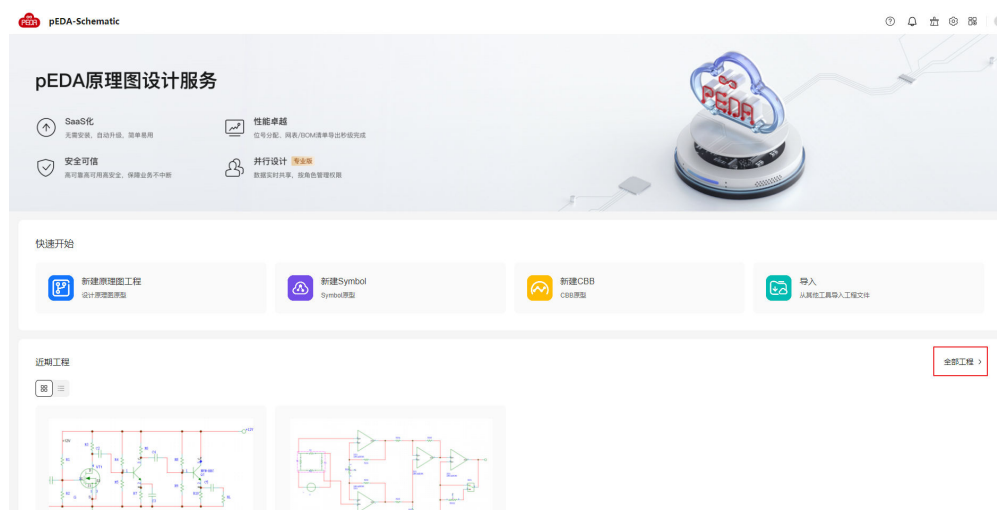 PEDA pEDA-Schematic
pEDA原理图设计服务
SaaS化
无需安装，自动升级，简单易用
性能卓越
位号分配、网表/BOM清单导出秒级完成
安全可信
高可靠高可用高安全，保障业务不中断
并行设计 专业版
数据实时共享，按角色管理权限
PEDA
快速开始
新建原理图工程
设计原理图原型
新建Symbol
Symbol原型
新建CBB
CBB原型
导入
从其他工具导入工程文件
近期工程
全部工程 >